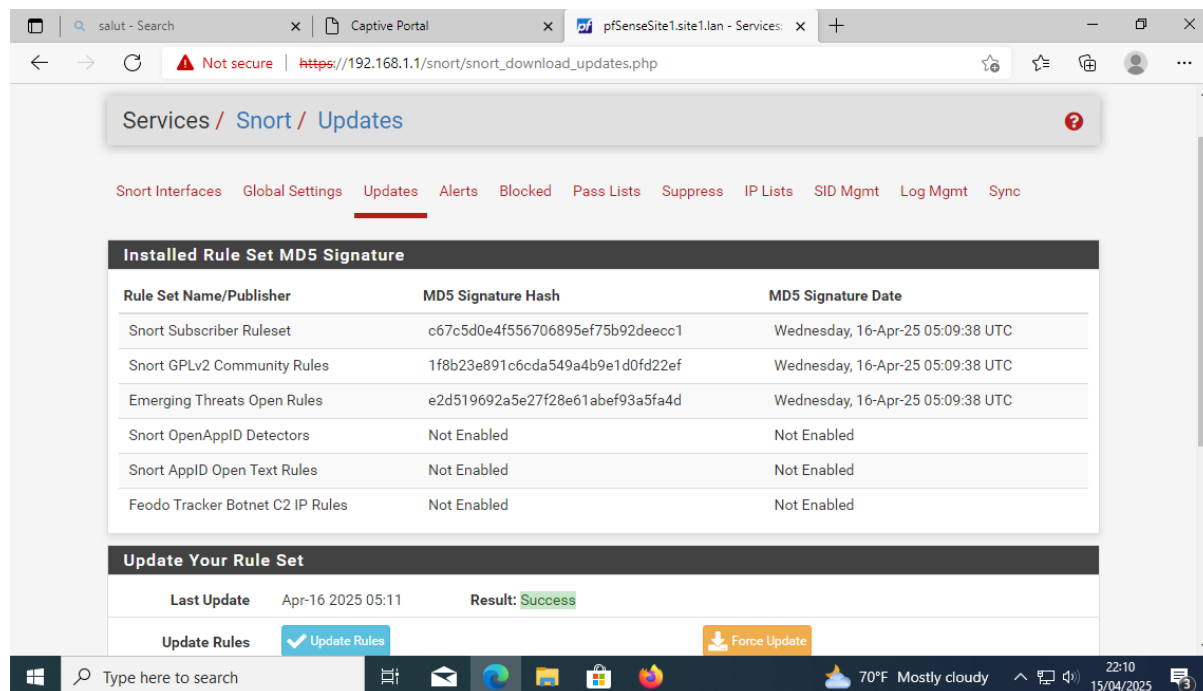 salut - Search
Captive Portal
pfSenseSite1.site1.lan - Services:
Not secure | https://192.168.1.1/snort/snort_download_updates.php
Services / Snort / Updates
Snort Interfaces Global Settings Updates Alerts Blocked Pass Lists Suppress IP Lists SID Mgmt Log Mgmt Sync
Installed Rule Set MD5 Signature
Rule Set Name/Publisher MD5 Signature Hash MD5 Signature Date
Snort Subscriber Ruleset c67c5d0e4f556706895ef75b92deecc1 Wednesday, 16-Apr-25 05:09:38 UTC
Snort GPLv2 Community Rules 1f8b23e891c6cda549a4b9e1d0fd22ef Wednesday, 16-Apr-25 05:09:38 UTC
Emerging Threats Open Rules e2d519692a5e27f28e61abef93a5fa4d Wednesday, 16-Apr-25 05:09:38 UTC
Snort OpenAppID Detectors Not Enabled Not Enabled
Snort AppID Open Text Rules Not Enabled Not Enabled
Feodo Tracker Botnet C2 IP Rules Not Enabled Not Enabled
Update Your Rule Set
Last Update Apr-16 2025 05:11 Result: Success
Update Rules Update Rules Force Update
Type here to search 70°F Mostly cloudy 22:10
15/04/2025 3